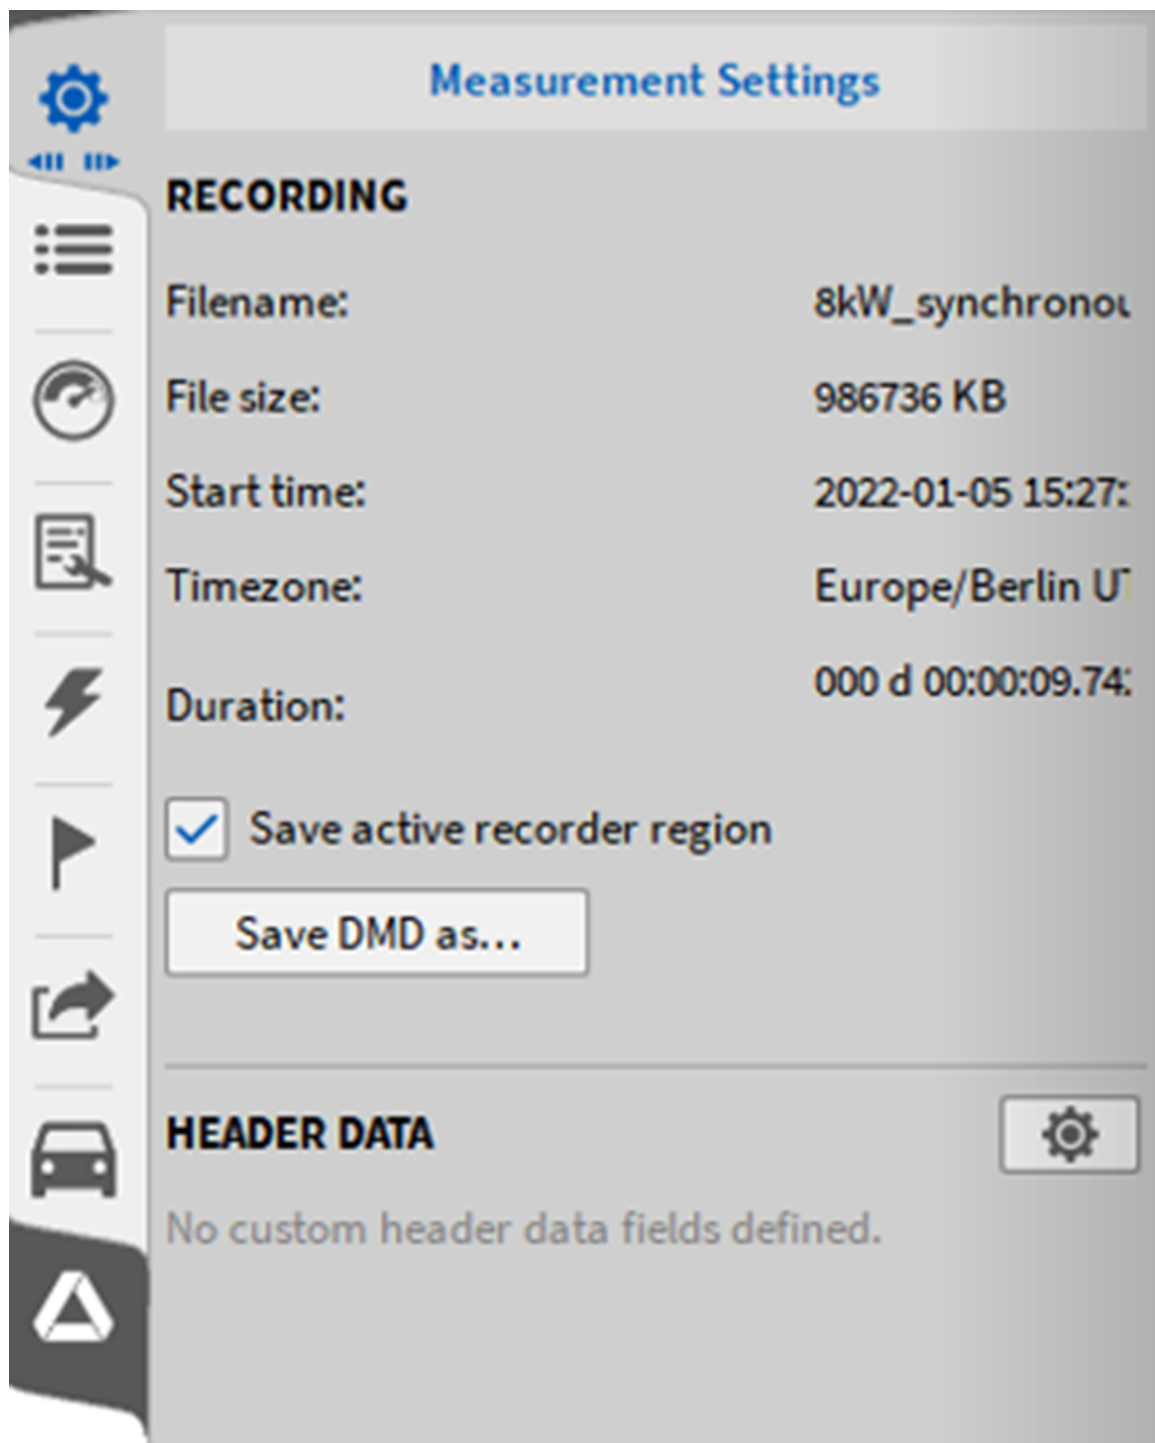 Measurement Settings
RECORDING
Filename: 8kW_synchronou
File size: 986736 KB
Start time: 2022-01-05 15:27:
Timezone: Europe/Berlin UT
Duration: 000 d 00:00:09.74
Save active recorder region
Save DMD as...
HEADER DATA
No custom header data fields defined.